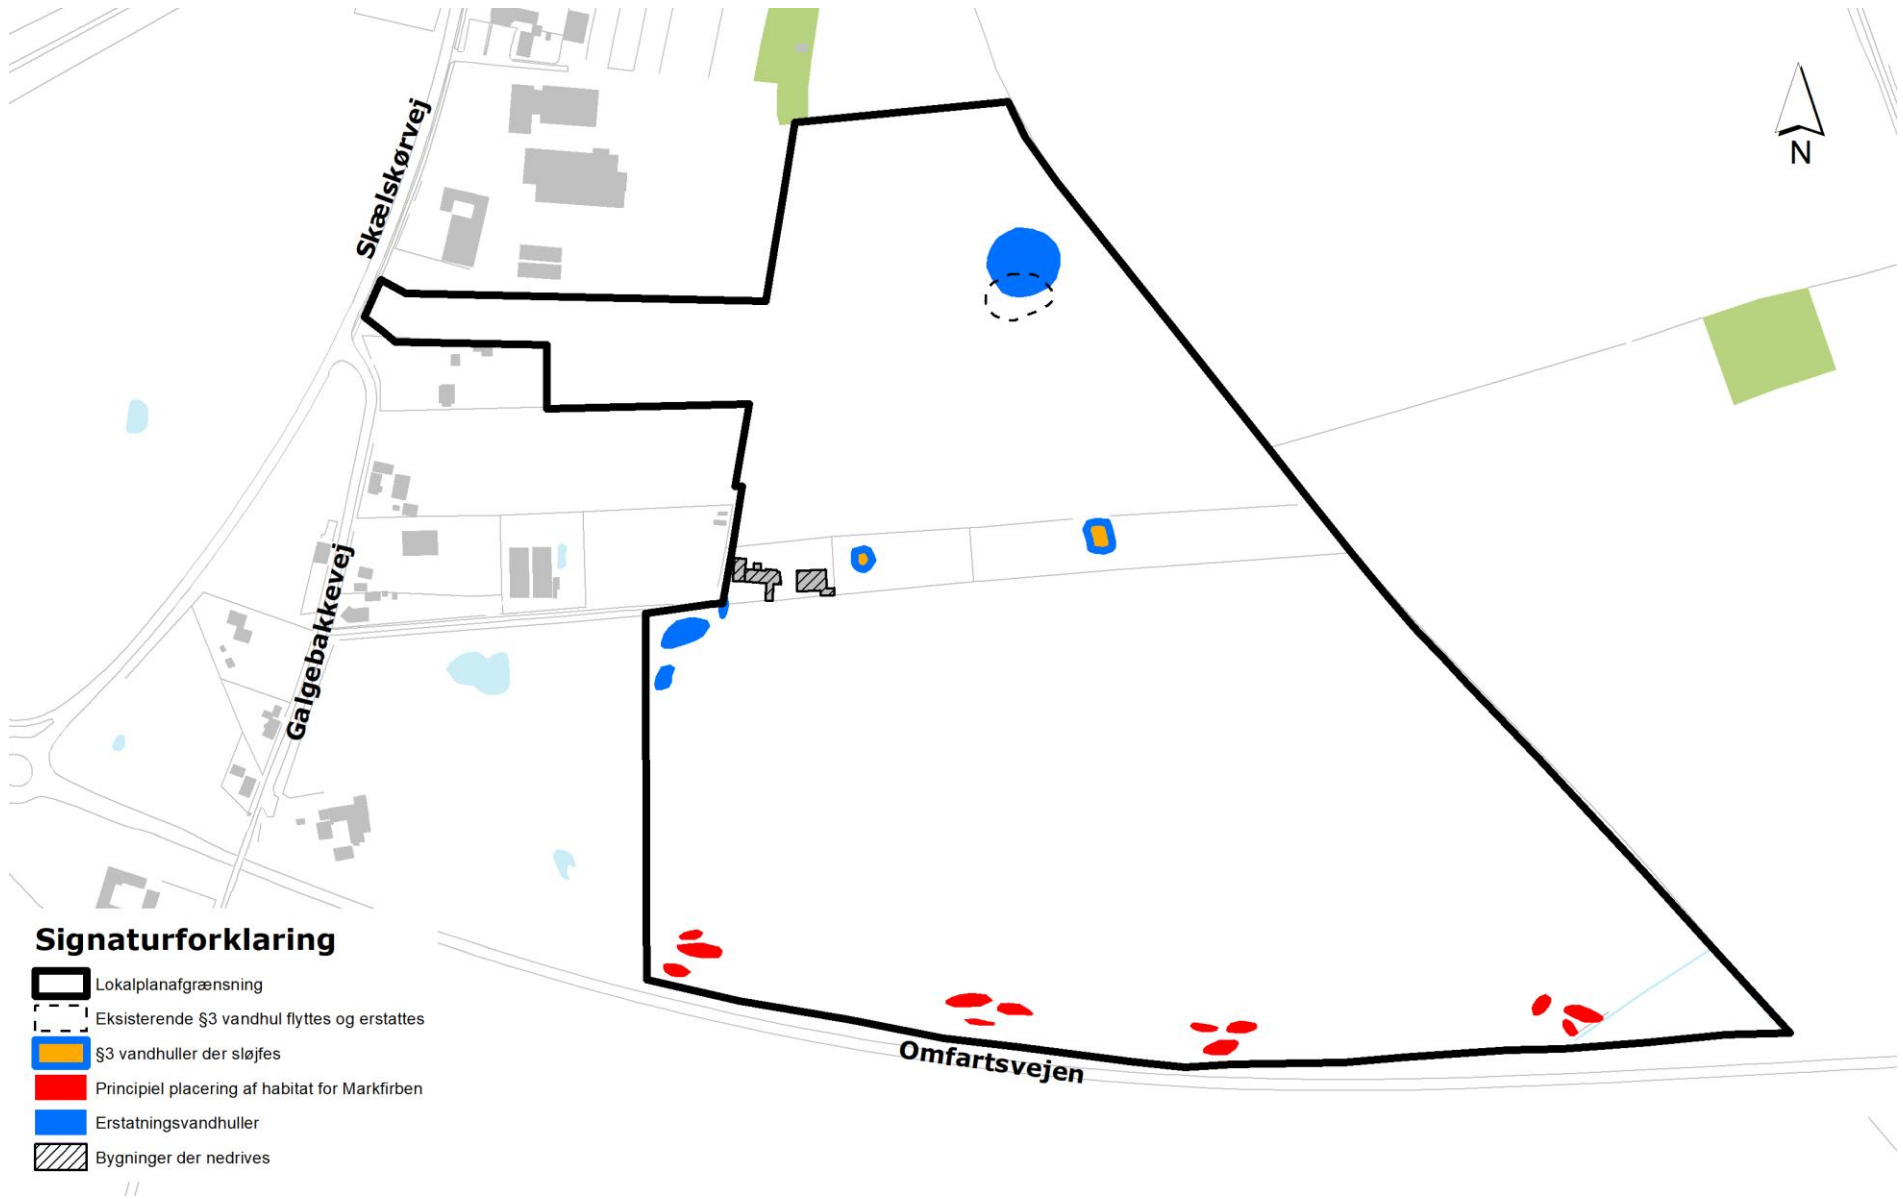 Skælskørvej
N
Galgebakkevej
Omfartsvejen
Signaturforklaring
Lokalplanafgrænsning
Eksisterende §3 vandhul flyttes og erstattes
§3 vandhuller der sløjfes
Principiel placering af habitat for Markfirben
Erstatningsvandhuller
Bygninger der nedrives